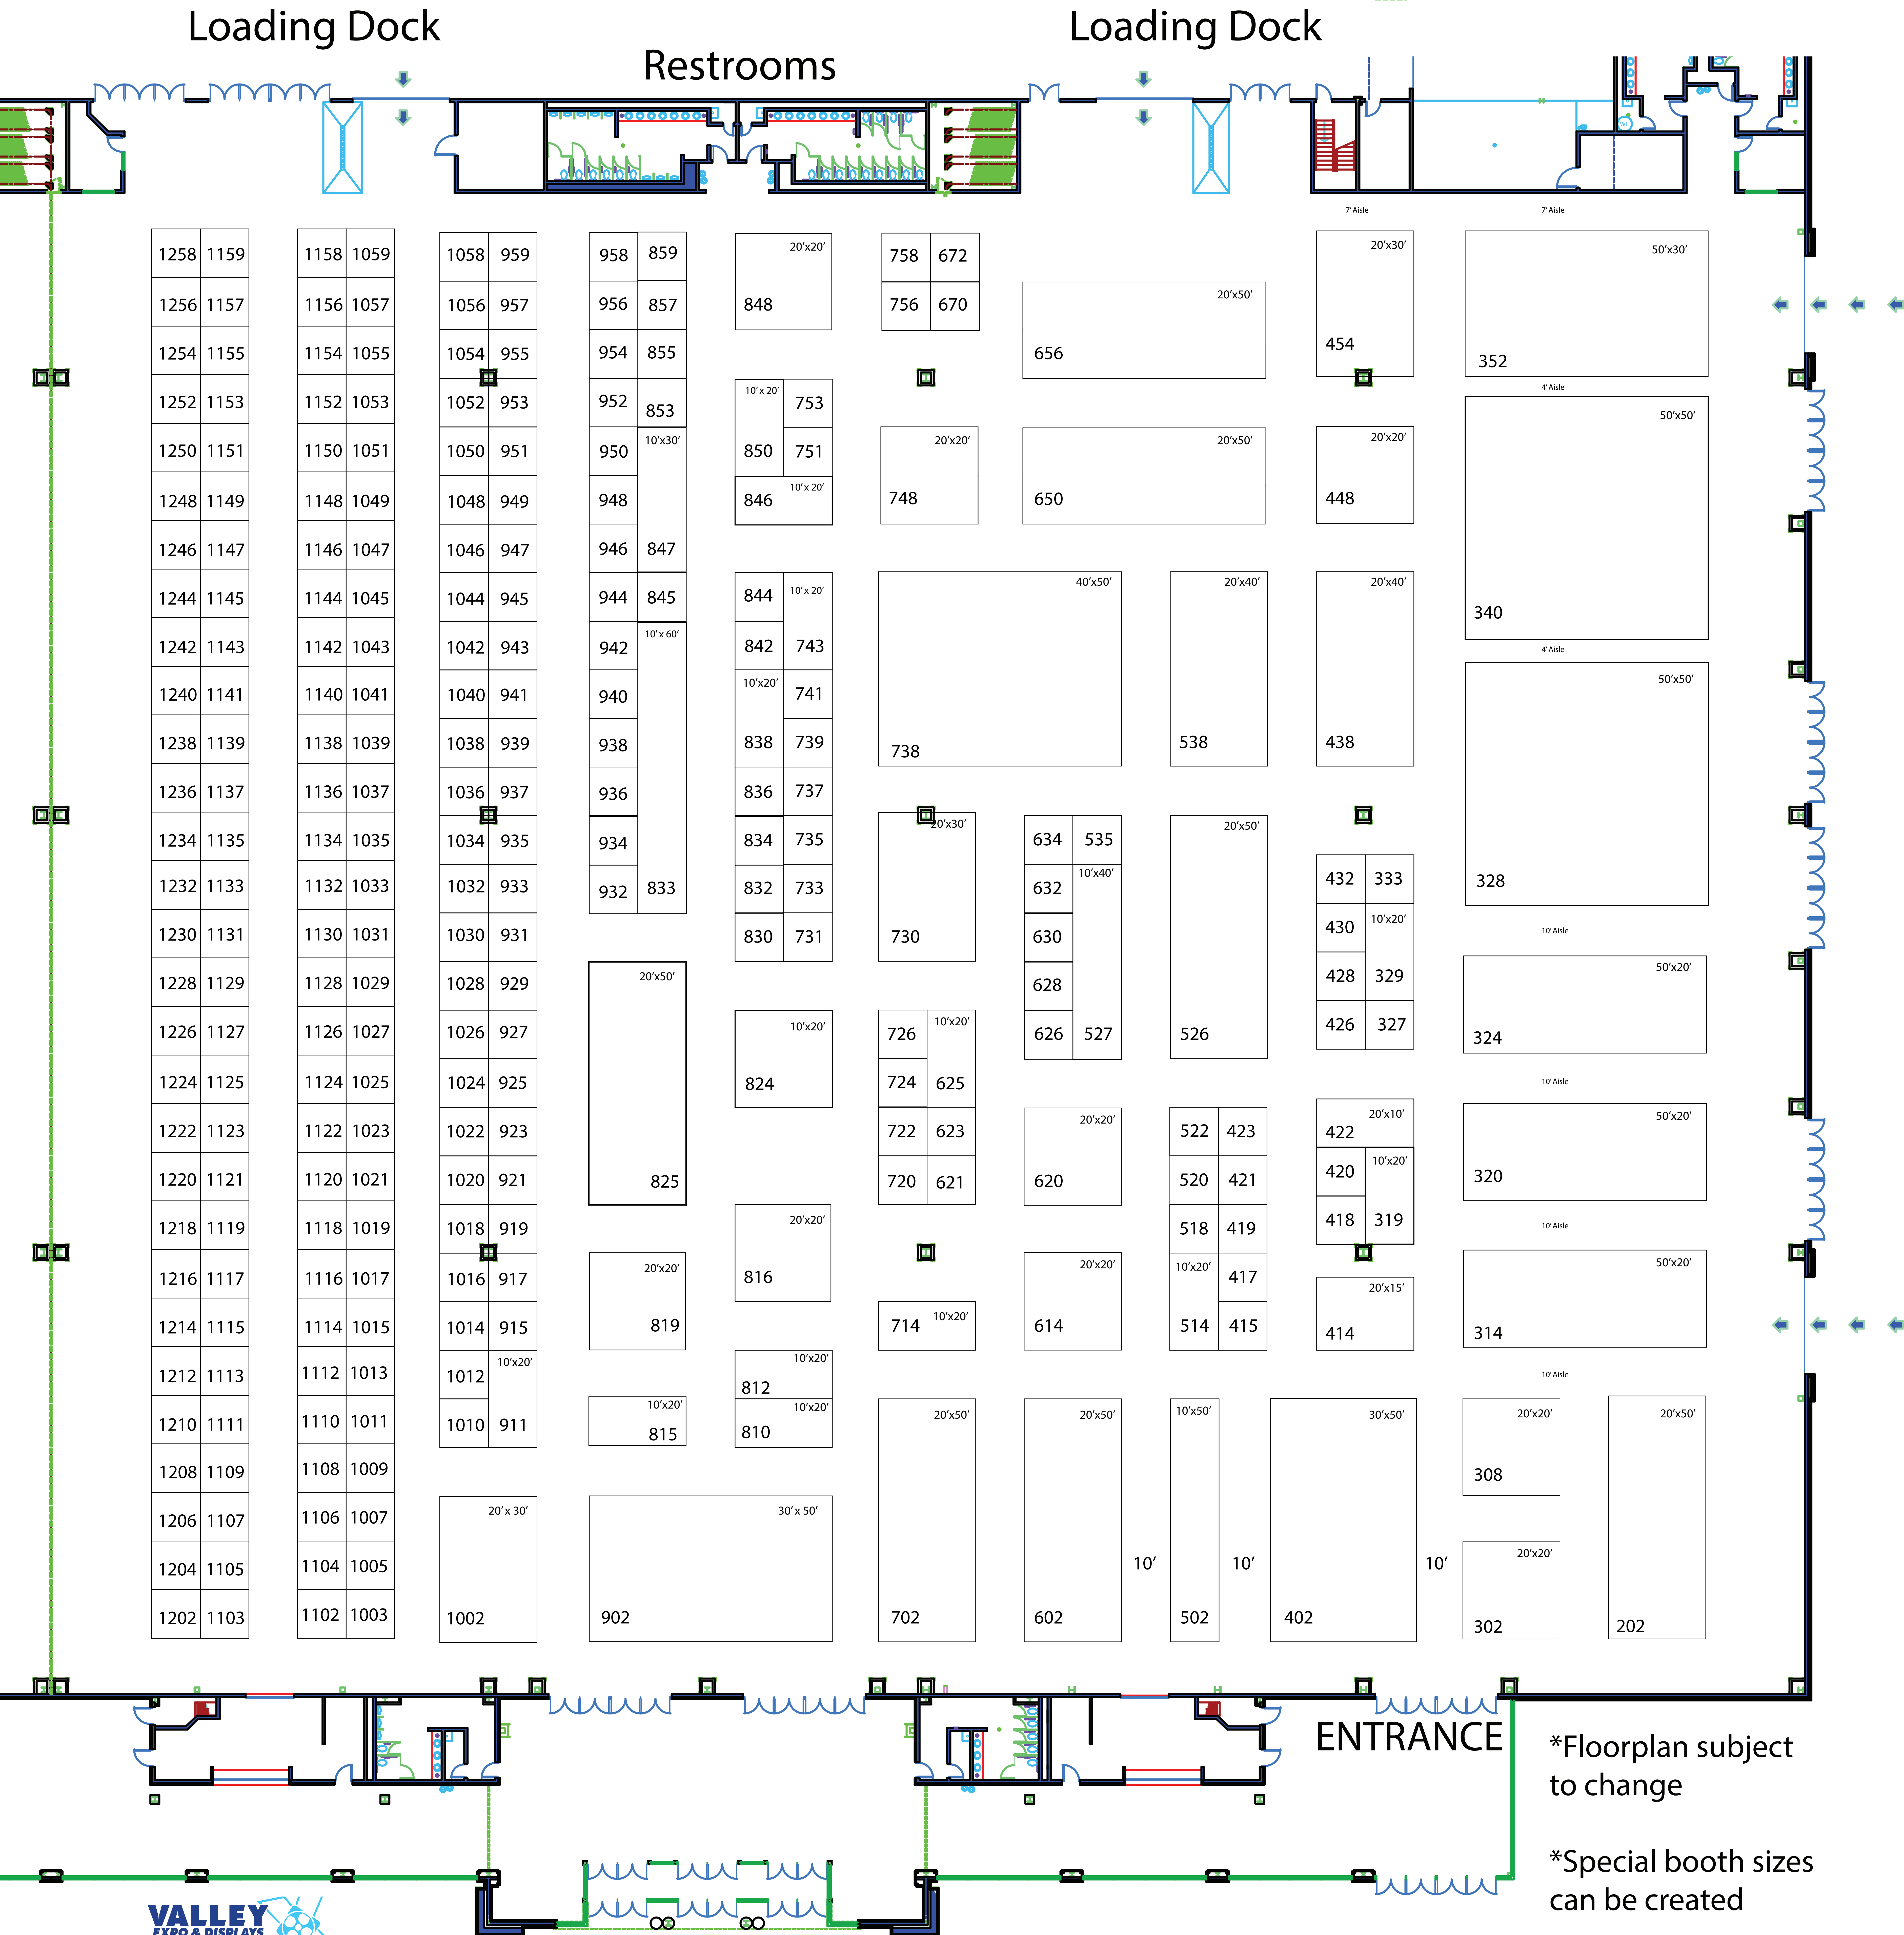 Loading Dock
Loading Dock
Restrooms
7' Aisle 7' Aisle
1258 1159 1158 1059 1058 959 958 859 20'x20' 758 672 20'x30' 50'x30'
1256 1157 1156 1057 1056 957 956 857 848 756 670 20'x50'
1254 1155 1154 1055 1054 955 954 855 656 454 352
4' Aisle
1252 1153 1152 1053 1052 953 952 853 10' x 20' 753 50'x50'
1250 1151 1150 1051 1050 951 950 10'x30' 850 751 20'x20' 20'x50' 20'x20'
1248 1149 1148 1049 1048 949 948 846 10' x 20' 748 650 448
1246 1147 1146 1047 1046 947 946 847
1244 1145 1144 1045 1044 945 944 845 844 10' x 20' 40'x50' 20'x40' 20'x40' 340
1242 1143 1142 1043 1042 943 942 10' x 60' 842 743 4' Aisle
1240 1141 1140 1041 1040 941 940 10'x20' 741 50'x50'
1238 1139 1138 1039 1038 939 938 838 739 738 538 438
1236 1137 1136 1037 1036 937 936 836 737
1234 1135 1134 1035 1034 935 934 834 735 20'x30' 634 535 20'x50'
1232 1133 1132 1033 1032 933 932 833 832 733 632 10'x40' 432 333 328
1230 1131 1130 1031 1030 931 830 731 730 630 430 10'x20' 10' Aisle
1228 1129 1128 1029 1028 929 20'x50' 628 428 329 50'x20'
1226 1127 1126 1027 1026 927 10'x20' 726 10'x20' 626 527 526 426 327 324
1224 1125 1124 1025 1024 925 824 724 625 10' Aisle
1222 1123 1122 1023 1022 923 722 623 20'x20' 522 423 422 20'x10' 50'x20'
1220 1121 1120 1021 1020 921 825 720 621 620 520 421 420 10'x20' 320
1218 1119 1118 1019 1018 919 20'x20' 518 419 418 319 10' Aisle
1216 1117 1116 1017 1016 917 20'x20' 816 20'x20' 10'x20' 417 20'x15' 50'x20'
1214 1115 1114 1015 1014 915 819 714 10'x20' 614 514 415 414 314
1212 1113 1112 1013 1012 10'x20' 812 10'x20' 10' Aisle
1210 1111 1110 1011 1010 911 10'x20' 815 810 10'x20' 20'x50' 20'x50' 10'x50' 30'x50' 20'x20' 20'x50'
1208 1109 1108 1009 308
1206 1107 1106 1007 20' x 30' 30' x 50'
1204 1105 1104 1005 10' 10' 10' 20'x20'
1202 1103 1102 1003 1002 902 702 602 502 402 302 202
ENTRANCE
*Floorplan subject
to change
*Special booth sizes
can be created
VALLEY
EXPO & DISPLAYS